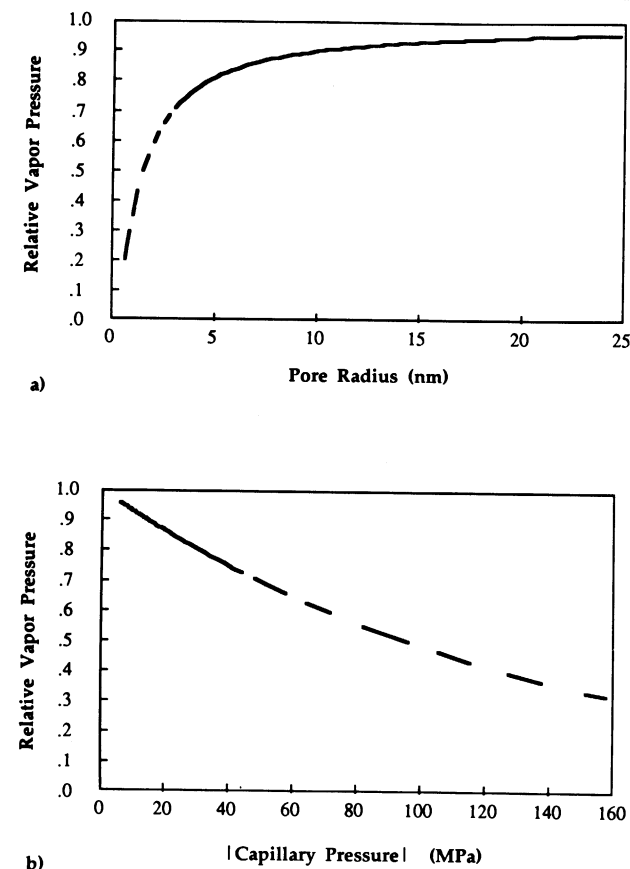 1.0
.9
.8
.7
.6
.5
.4
.3
.2
.1
.0
Relative Vapor Pressure
0 5 10 15 20 25
Pore Radius (nm)
a)
1.0
.9
.8
.7
.6
.5
.4
.3
.2
.1
.0
Relative Vapor Pressure
0 20 40 60 80 100 120 140 160
|Capillary Pressure| (MPa)
b)